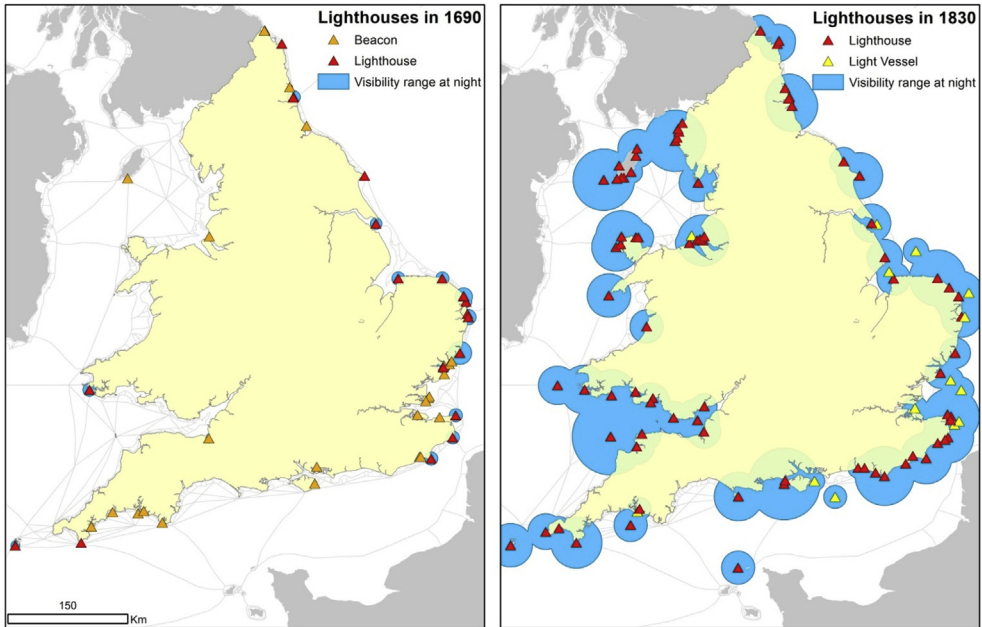 Lighthouses in 1690
Beacon
Lighthouse
Visibility range at night
150
Km
Lighthouses in 1830
Lighthouse
Light Vessel
Visibility range at night